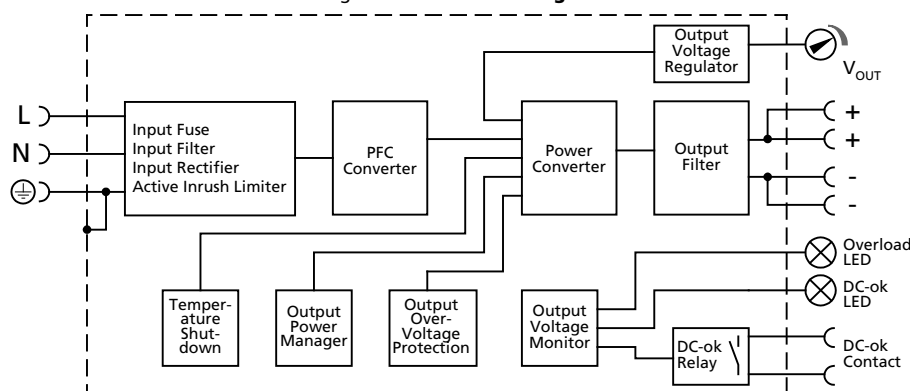 Output
Voltage
Regulator
VOUT
L
N
Input Fuse
Input Filter
Input Rectifier
Active Inrush Limiter
PFC
Converter
Power
Converter
Output
Filter
+
+
-
-
Temper-
ature
Shut-
down
Output
Power
Manager
Output
Over-
Voltage
Protection
Output
Voltage
Monitor
DC-ok
Relay
Overload
LED
DC-ok
LED
DC-ok
Contact